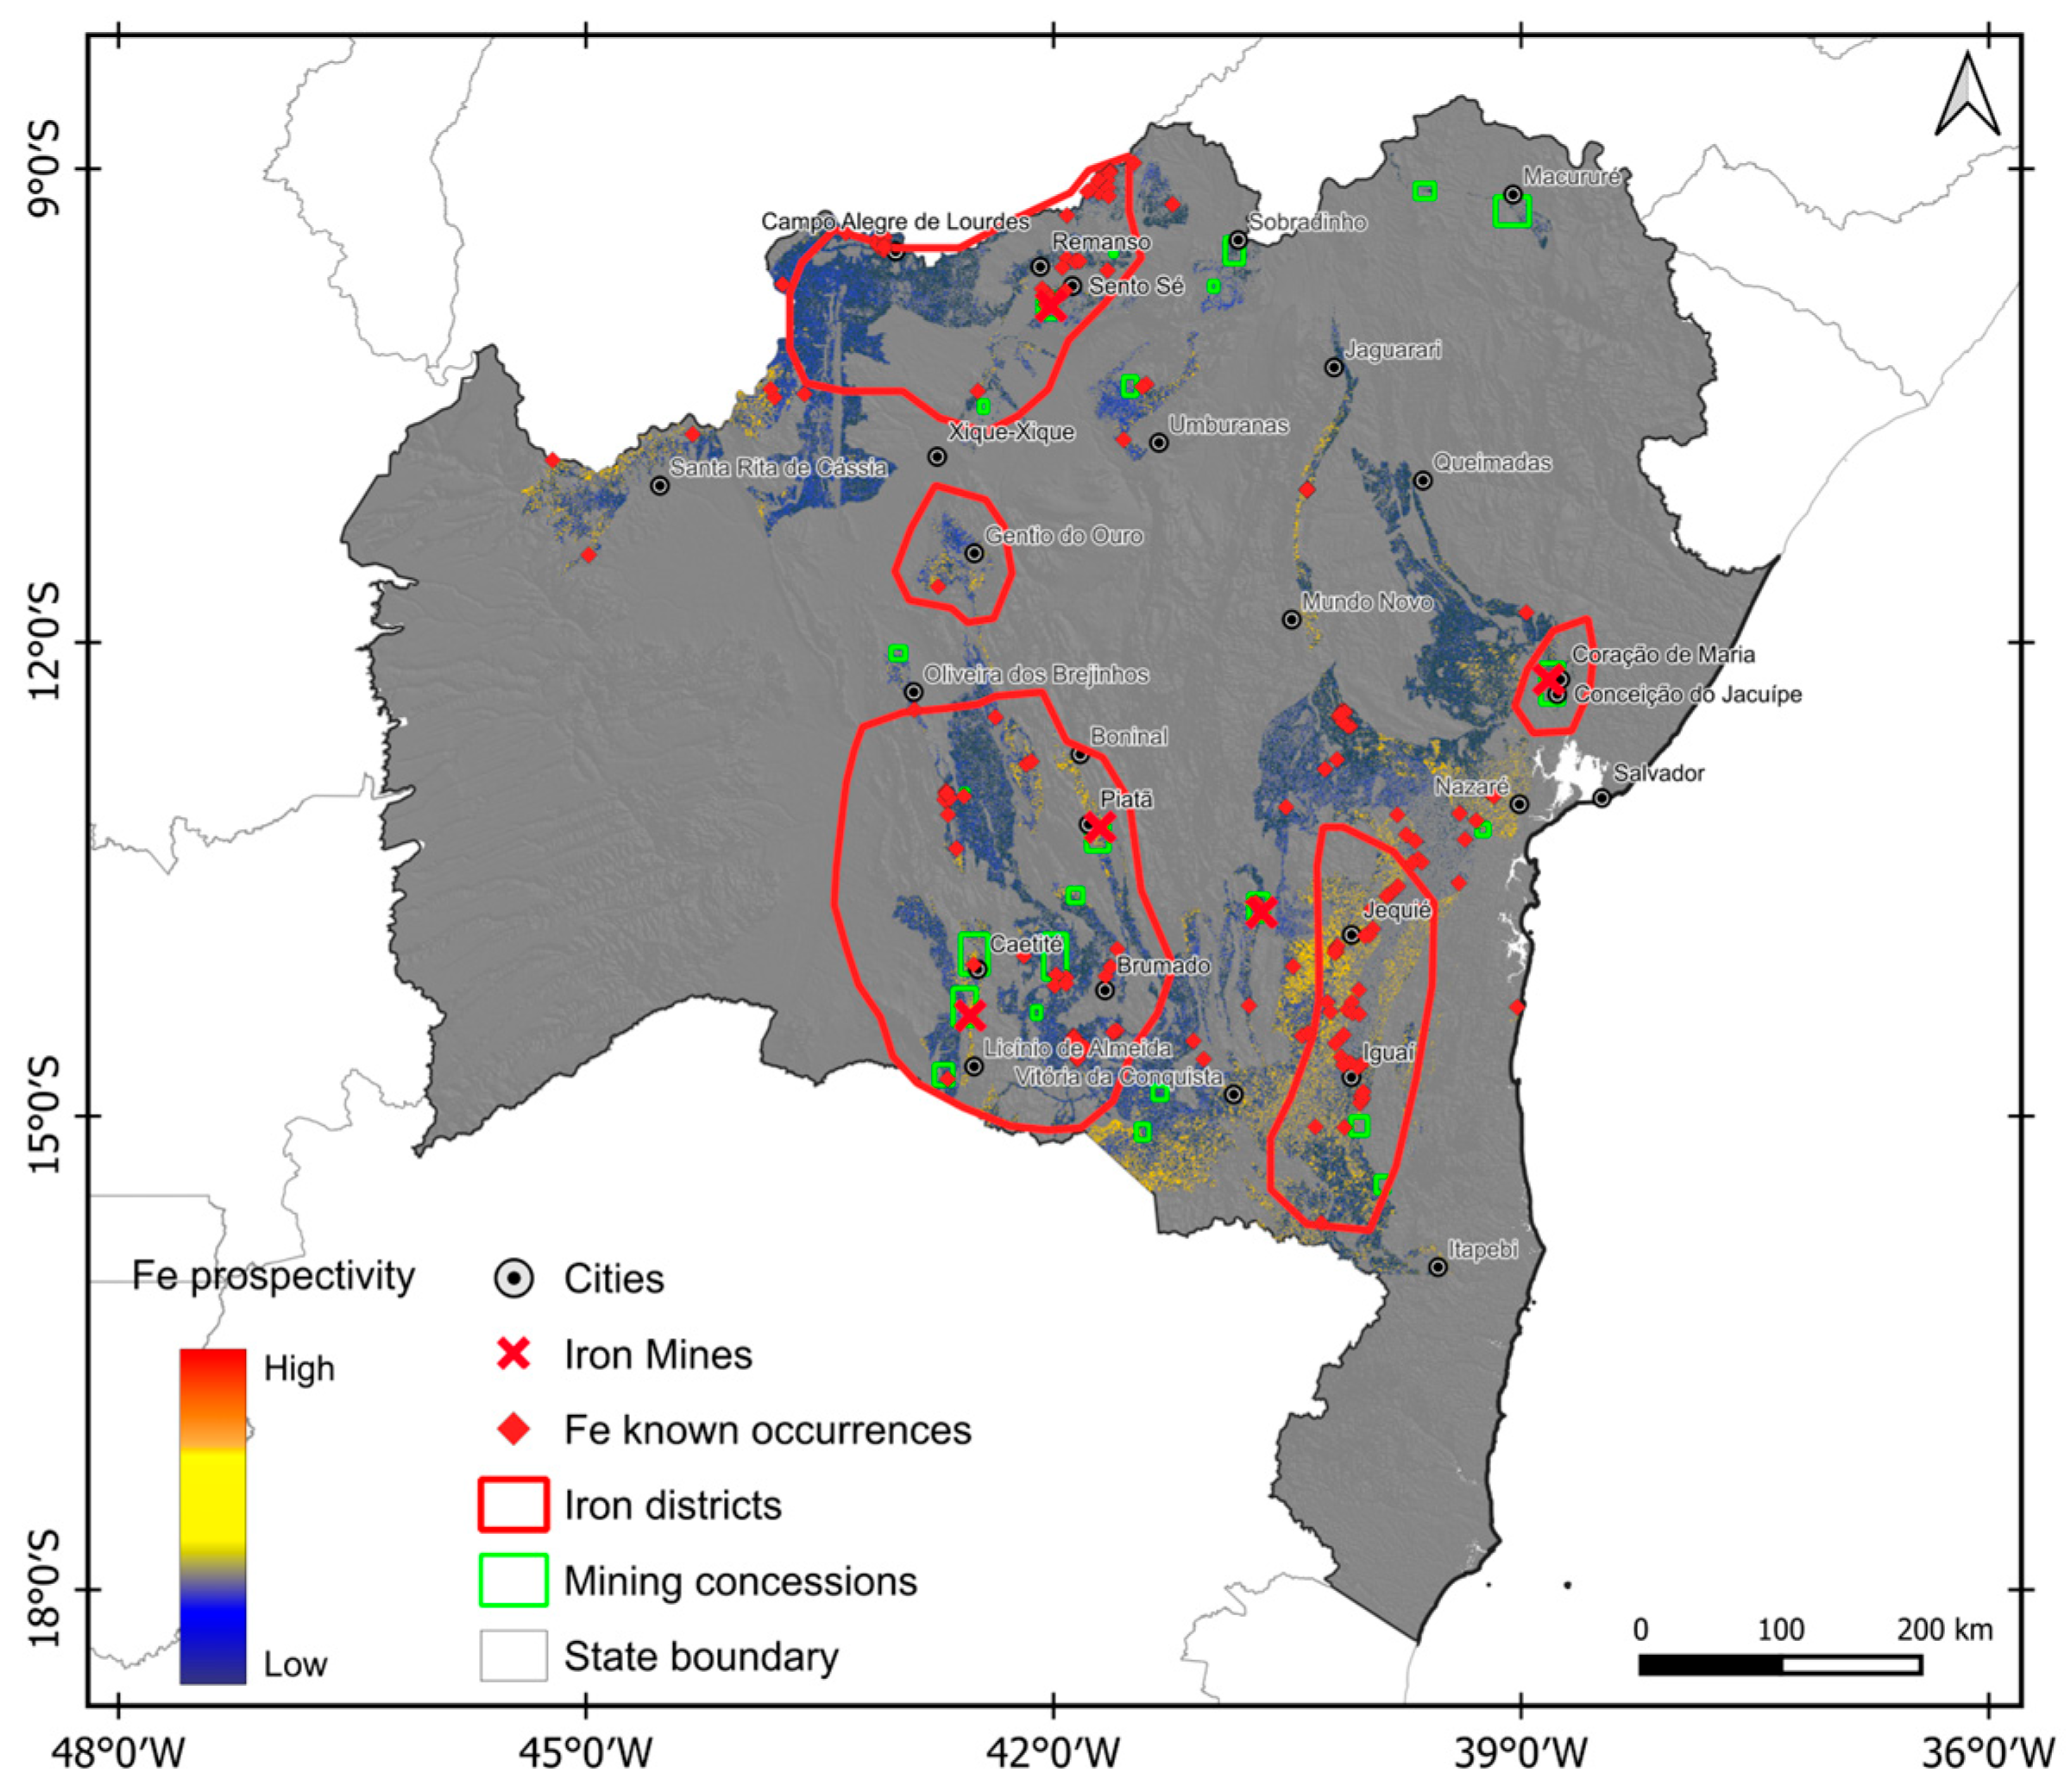 9°0′S
12°0′S
15°0′S
18°0′S
Macururé
Campo Alegre de Lourdes
Sobradinho
Remanso
Sento Sé
Jaguarari
Umburanas
Xique-Xique
Santa Rita de Cássia
Queimadas
Gentio do Ouro
Mundo Novo
Coração de Maria
Oliveira dos Brejinhos
Conceição do Jacuípe
Boninal
Salvador
Nazaré
Piatã
Jequié
Caetité
Brumado
Licínio de Almeida
Iguaí
Vitória da Conquista
Itapebi
Fe prospectivity
High
Low
Cities
Iron Mines
Fe known occurrences
Iron districts
Mining concessions
State boundary
0 100 200 km
48°0′W 45°0′W 42°0′W 39°0′W 36°0′W